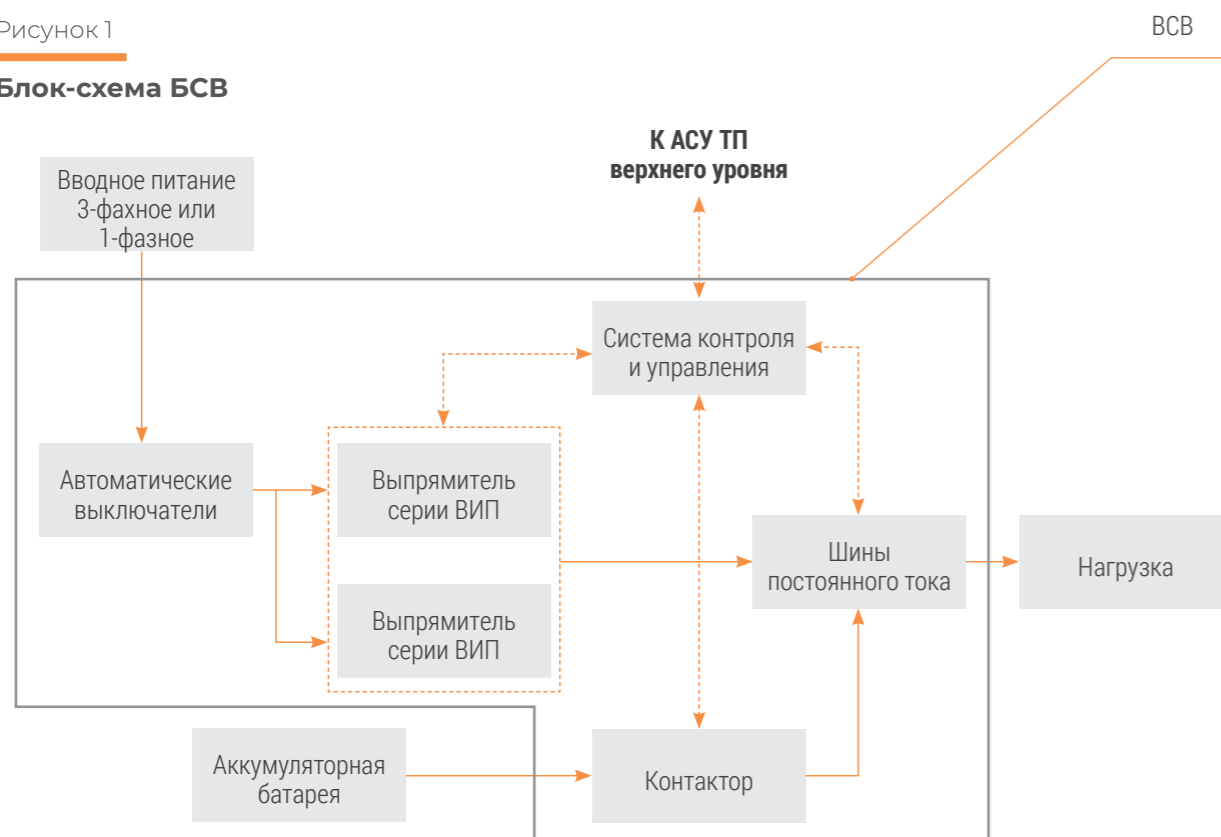 Рисунок 1
ВСВ
Блок-схема БСВ
К АСУ ТП
верхнего уровня
Вводное питание
3-фахное или
1-фазное
Система контроля
и управления
Автоматические
выключатели
Выпрямитель
серии ВИП
Шины
постоянного тока
Нагрузка
Выпрямитель
серии ВИП
Аккумуляторная
батарея
Контактор